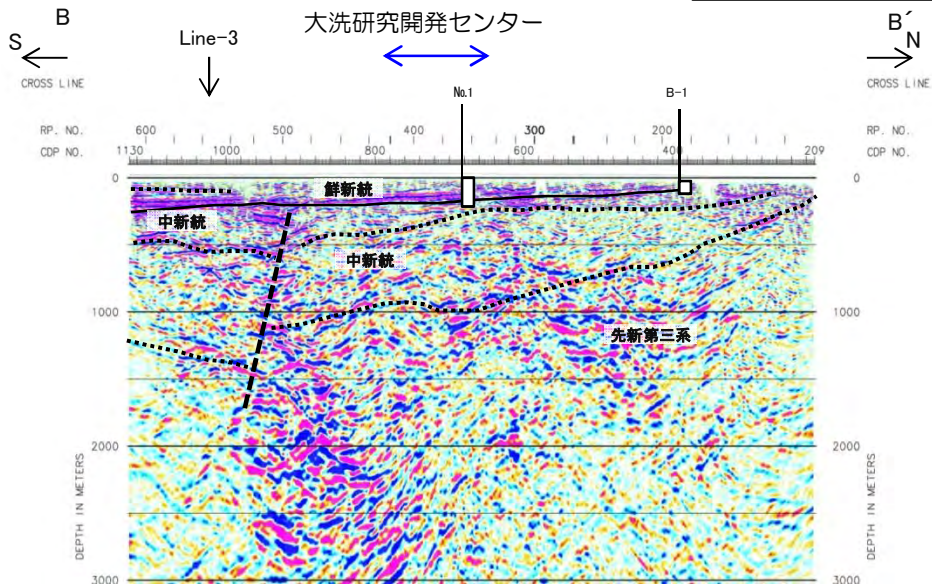 B 大洗研究開発センター B´
S Line-3 N
CROSS LINE CROSS LINE
No.1 B-1
RP. NO. 600 500 400 300 200 RP. NO.
CDP NO. 1130 1000 800 600 400 209 CDP NO.
0 鮮新統 0
中新統
中新統
1000 先新第三系 1000
2000 2000
DEPTH IN METERS DEPTH IN METERS
3000 3000